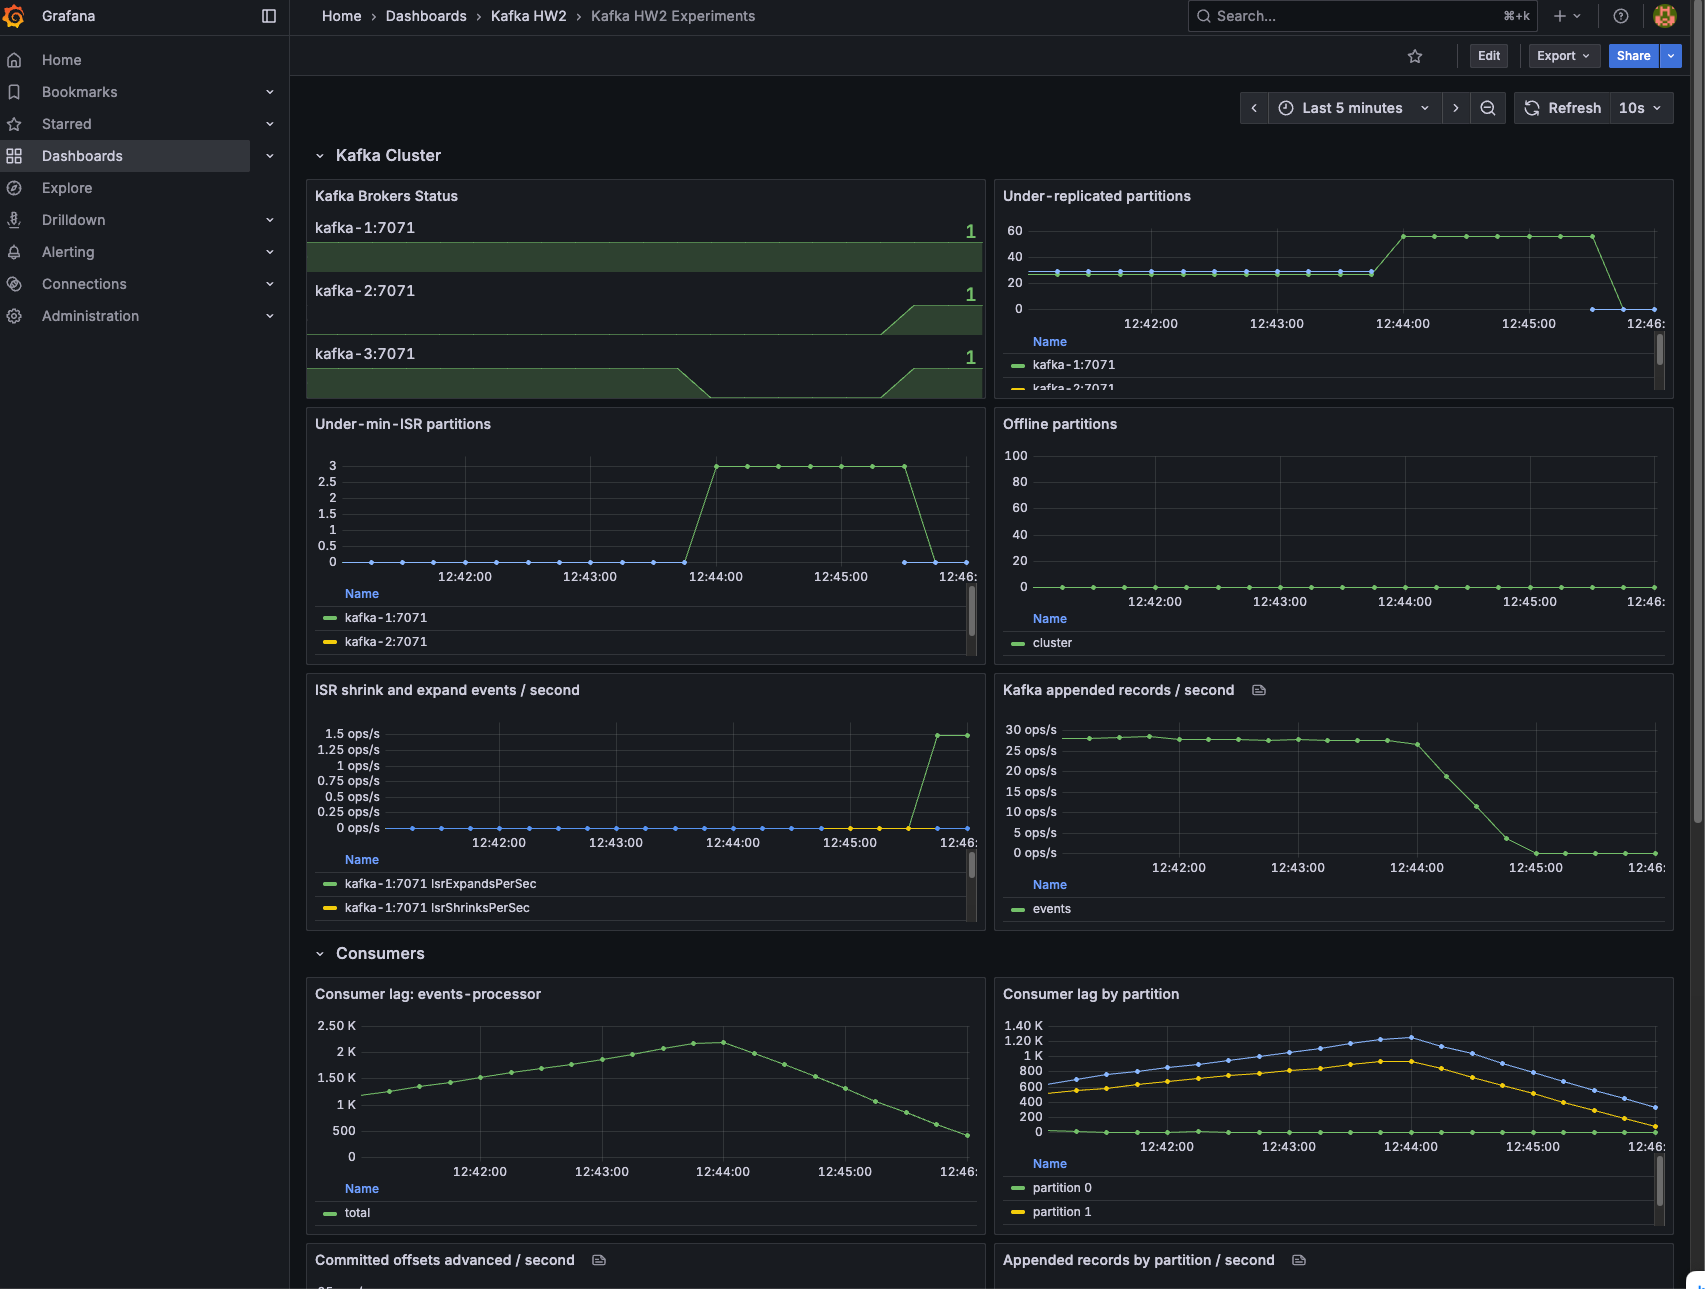 Grafana
Home › Dashboards › Kafka HW2 › Kafka HW2 Experiments
Search...
⌘+k
Home
Bookmarks
Starred
Dashboards
Explore
Drilldown
Alerting
Connections
Administration
Edit
Export
Share
Last 5 minutes
Refresh
10s
Kafka Cluster
Kafka Brokers Status
kafka-1:7071
1
kafka-2:7071
1
kafka-3:7071
1
Under-replicated partitions
60
40
20
0
12:42:00 12:43:00 12:44:00 12:45:00 12:46:
Name
kafka-1:7071
kafka-2:7071
Under-min-ISR partitions
3
2.5
2
1.5
1
0.5
0
12:42:00 12:43:00 12:44:00 12:45:00 12:46:
Name
kafka-1:7071
kafka-2:7071
Offline partitions
100
80
60
40
20
0
12:42:00 12:43:00 12:44:00 12:45:00 12:46:
Name
cluster
ISR shrink and expand events / second
1.5 ops/s
1.25 ops/s
1 ops/s
0.75 ops/s
0.5 ops/s
0.25 ops/s
0 ops/s
12:42:00 12:43:00 12:44:00 12:45:00 12:46:
Name
kafka-1:7071 IsrExpandsPerSec
kafka-1:7071 IsrShrinksPerSec
Kafka appended records / second
30 ops/s
25 ops/s
20 ops/s
15 ops/s
10 ops/s
5 ops/s
0 ops/s
12:42:00 12:43:00 12:44:00 12:45:00 12:46:
Name
events
Consumers
Consumer lag: events-processor
2.50 K
2 K
1.50 K
1 K
500
0
12:42:00 12:43:00 12:44:00 12:45:00 12:46:
Name
total
Consumer lag by partition
1.40 K
1.20 K
1 K
800
600
400
200
0
12:42:00 12:43:00 12:44:00 12:45:00 12:46:
Name
partition 0
partition 1
Committed offsets advanced / second
Appended records by partition / second